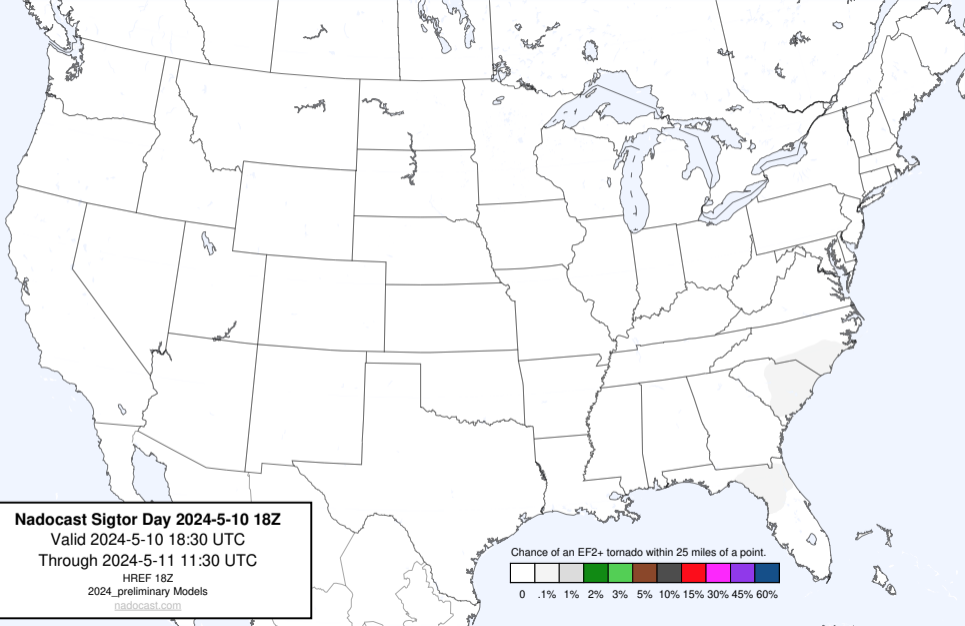 Nadocast Sigtor Day 2024-5-10 18Z
Valid 2024-5-10 18:30 UTC
Through 2024-5-11 11:30 UTC
HREF 18Z
2024_preliminary Models
nadocast.com
Chance of an EF2+ tornado within 25 miles of a point.
0 .1% 1% 2% 3% 5% 10% 15% 30% 45% 60%